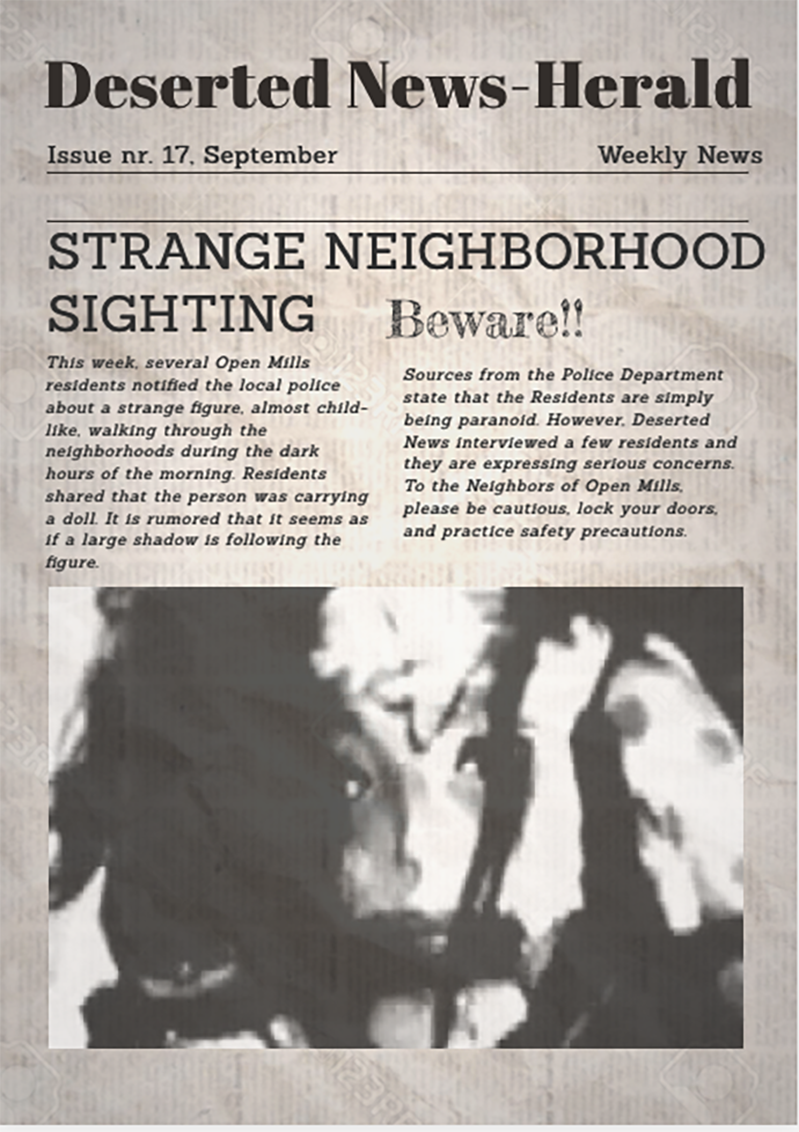 Deserted News-Herald
Issue nr. 17, September
Weekly News
STRANGE NEIGHBORHOOD
SIGHTING
Beware!!
This week, several Open Mills
residents notified the local police
about a strange figure, almost child-
like, walking through the
neighborhoods during the dark
hours of the morning. Residents
shared that the person was carrying
a doll. It is rumored that it seems as
if a large shadow is following the
figure.
Sources from the Police Department
state that the Residents are simply
being paranoid. However, Deserted
News interviewed a few residents and
they are expressing serious concerns.
To the Neighbors of Open Mills,
please be cautious, lock your doors,
and practice safety precautions.